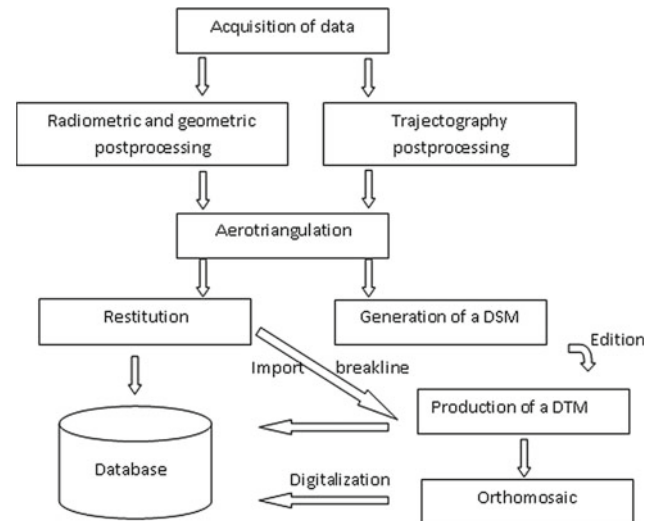 Acquisition of data
Radiometric and geometric
postprocessing
Trajectography
postprocessing
Aerotriangulation
Restitution
Generation of a DSM
Edition
Import breakline
Production of a DTM
Database
Digitalization
Orthomosaic